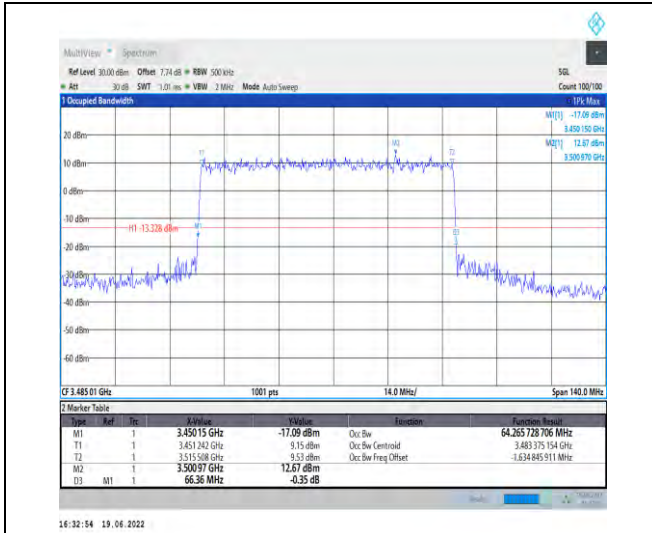 MultiView Spectrum
Ref Level 30.00 dBm Offset 7.74 dB RBW 500 kHz SGL
Att 30 dB SWT 1.01 ms VBW 2 MHz Mode Auto Sweep Count 100/100
1 Occupied Bandwidth 1Pk Max
M1[1] -17.09 dBm
3.450 150 GHz
M2[1] 12.67 dBm
3.500 970 GHz
20 dBm
M2
T1 T2
10 dBm
0 dBm
-10 dBm
H1 -13.328 dBm M1
D3
-20 dBm
-30 dBm
-40 dBm
-50 dBm
-60 dBm
CF 3.485 01 GHz 1001 pts 14.0 MHz/ Span 140.0 MHz
2 Marker Table
Type Ref Trc X-Value Y-Value Function Function Result
M1 1 3.450 15 GHz -17.09 dBm Occ Bw 64.265 728 706 MHz
T1 1 3.451 242 GHz 9.15 dBm Occ Bw Centroid 3.483 375 154 GHz
T2 1 3.515 508 GHz 9.53 dBm Occ Bw Freq Offset -1.634 845 911 MHz
M2 1 3.500 97 GHz 12.67 dBm
D3 M1 1 66.36 MHz -0.35 dB
16:32:54 19.06.2022